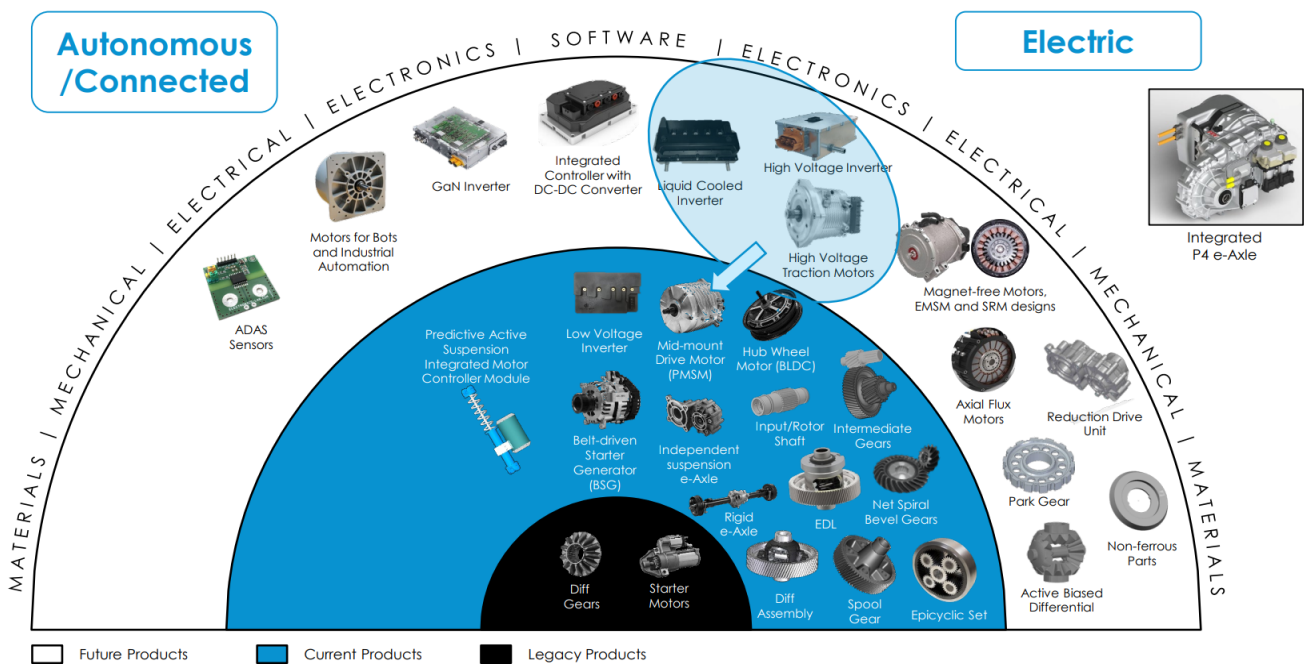 Autonomous
/Connected
Electric
MATERIALS | MECHANICAL | ELECTRICAL | ELECTRONICS | SOFTWARE | ELECTRONICS | ELECTRICAL | MECHANICAL | MATERIALS
Integrated
P4 e-Axle
ADAS
Sensors
Motors for Bots
and Industrial
Automation
GaN Inverter
Integrated
Controller with
DC-DC Converter
Liquid Cooled
Inverter
High Voltage Inverter
High Voltage
Traction Motors
Magnet-free Motors,
EMSM and SRM designs
Axial Flux
Motors
Reduction Drive
Unit
Park Gear
Non-ferrous
Parts
Active Biased
Differential
Predictive Active
Suspension
Integrated Motor
Controller Module
Low Voltage
Inverter
Mid-mount
Drive Motor
(PMSM)
Hub Wheel
Motor (BLDC)
Belt-driven
Starter
Generator
(BSG)
Independent
suspension
e-Axle
Input/Rotor
Shaft
Intermediate
Gears
Rigid
e-Axle
EDL
Net Spiral
Bevel Gears
Diff
Assembly
Spool
Gear
Epicyclic Set
Diff
Gears
Starter
Motors
Future Products
Current Products
Legacy Products